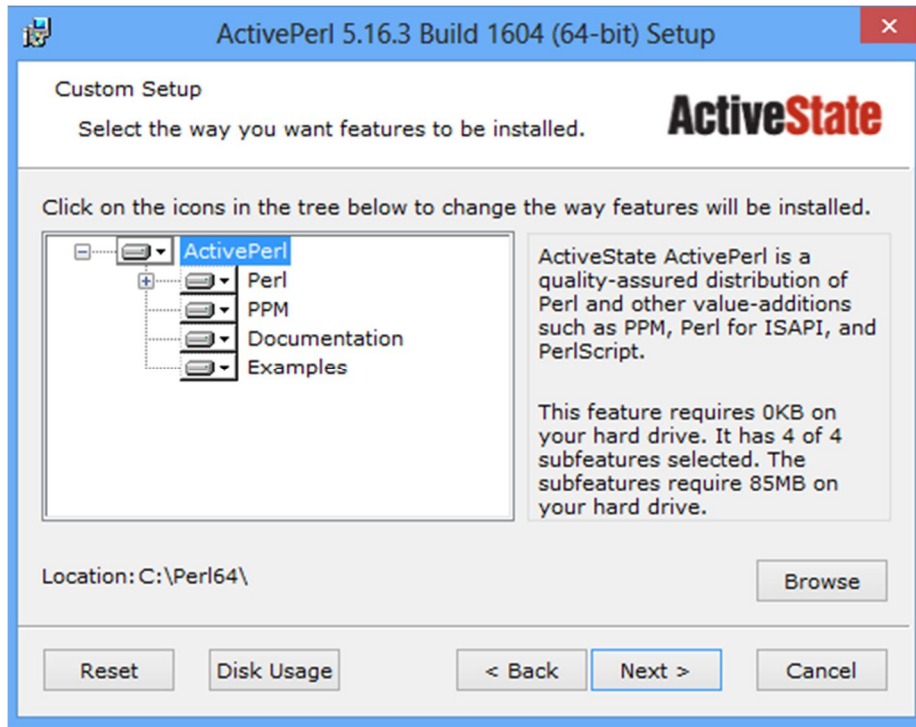 ActivePerl 5.16.3 Build 1604 (64-bit) Setup
Custom Setup
Select the way you want features to be installed.
ActiveState
Click on the icons in the tree below to change the way features will be installed.
ActivePerl
Perl
PPM
Documentation
Examples
ActiveState ActivePerl is a
quality-assured distribution of
Perl and other value-additions
such as PPM, Perl for ISAPI, and
PerlScript.
This feature requires 0KB on
your hard drive. It has 4 of 4
subfeatures selected. The
subfeatures require 85MB on
your hard drive.
Location: C:\Perl64\
Browse
Reset
Disk Usage
< Back
Next >
Cancel